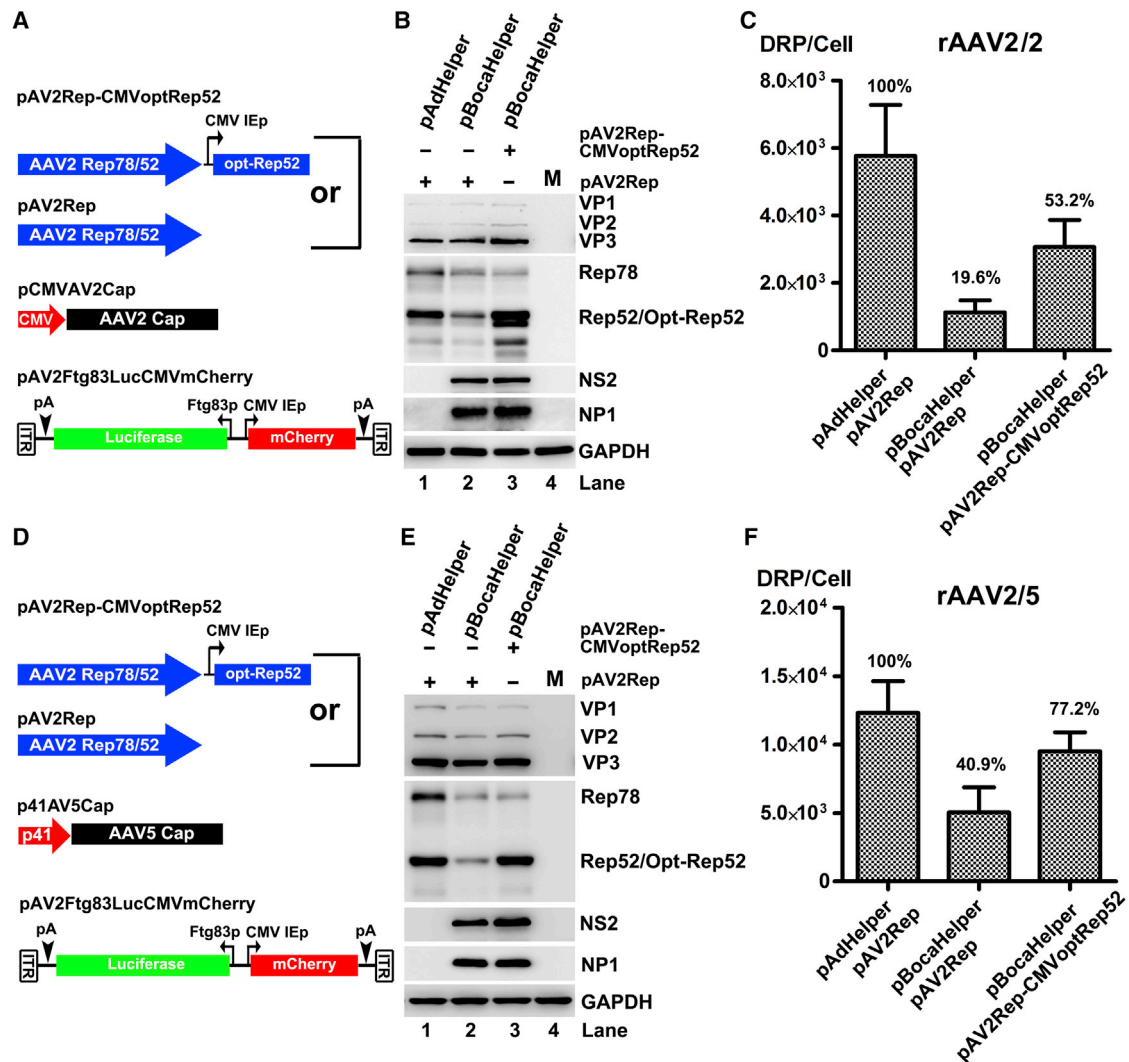 A
pAV2Rep-CMVoptRep52
CMV IEp
AAV2 Rep78/52
opt-Rep52
or
pAV2Rep
AAV2 Rep78/52
pCMVAV2Cap
CMV
AAV2 Cap
pAV2Ftg83LucCMVmCherry
pA
Ftg83p
CMV IEp
pA
ITR
Luciferase
mCherry
ITR
B
pAdHelper
pBocaHelper
pBocaHelper
pAV2Rep-
CMVoptRep52
– – +
pAV2Rep
+ + – M
VP1
VP2
VP3
Rep78
Rep52/Opt-Rep52
NS2
NP1
GAPDH
1 2 3 4 Lane
C
DRP/Cell
rAAV2/2
8.0×10³
6.0×10³
4.0×10³
2.0×10³
0
100%
19.6%
53.2%
pAdHelper
pAV2Rep
pBocaHelper
pAV2Rep
pBocaHelper
pAV2Rep-CMVoptRep52
D
pAV2Rep-CMVoptRep52
CMV IEp
AAV2 Rep78/52
opt-Rep52
or
pAV2Rep
AAV2 Rep78/52
p41AV5Cap
p41
AAV5 Cap
pAV2Ftg83LucCMVmCherry
pA
Ftg83p
CMV IEp
pA
ITR
Luciferase
mCherry
ITR
E
pAdHelper
pBocaHelper
pBocaHelper
pAV2Rep-
CMVoptRep52
– – +
pAV2Rep
+ + – M
VP1
VP2
VP3
Rep78
Rep52/Opt-Rep52
NS2
NP1
GAPDH
1 2 3 4 Lane
F
DRP/Cell
rAAV2/5
2.0×10⁴
1.5×10⁴
1.0×10⁴
5.0×10³
0
100%
40.9%
77.2%
pAdHelper
pAV2Rep
pBocaHelper
pAV2Rep
pBocaHelper
pAV2Rep-CMVoptRep52